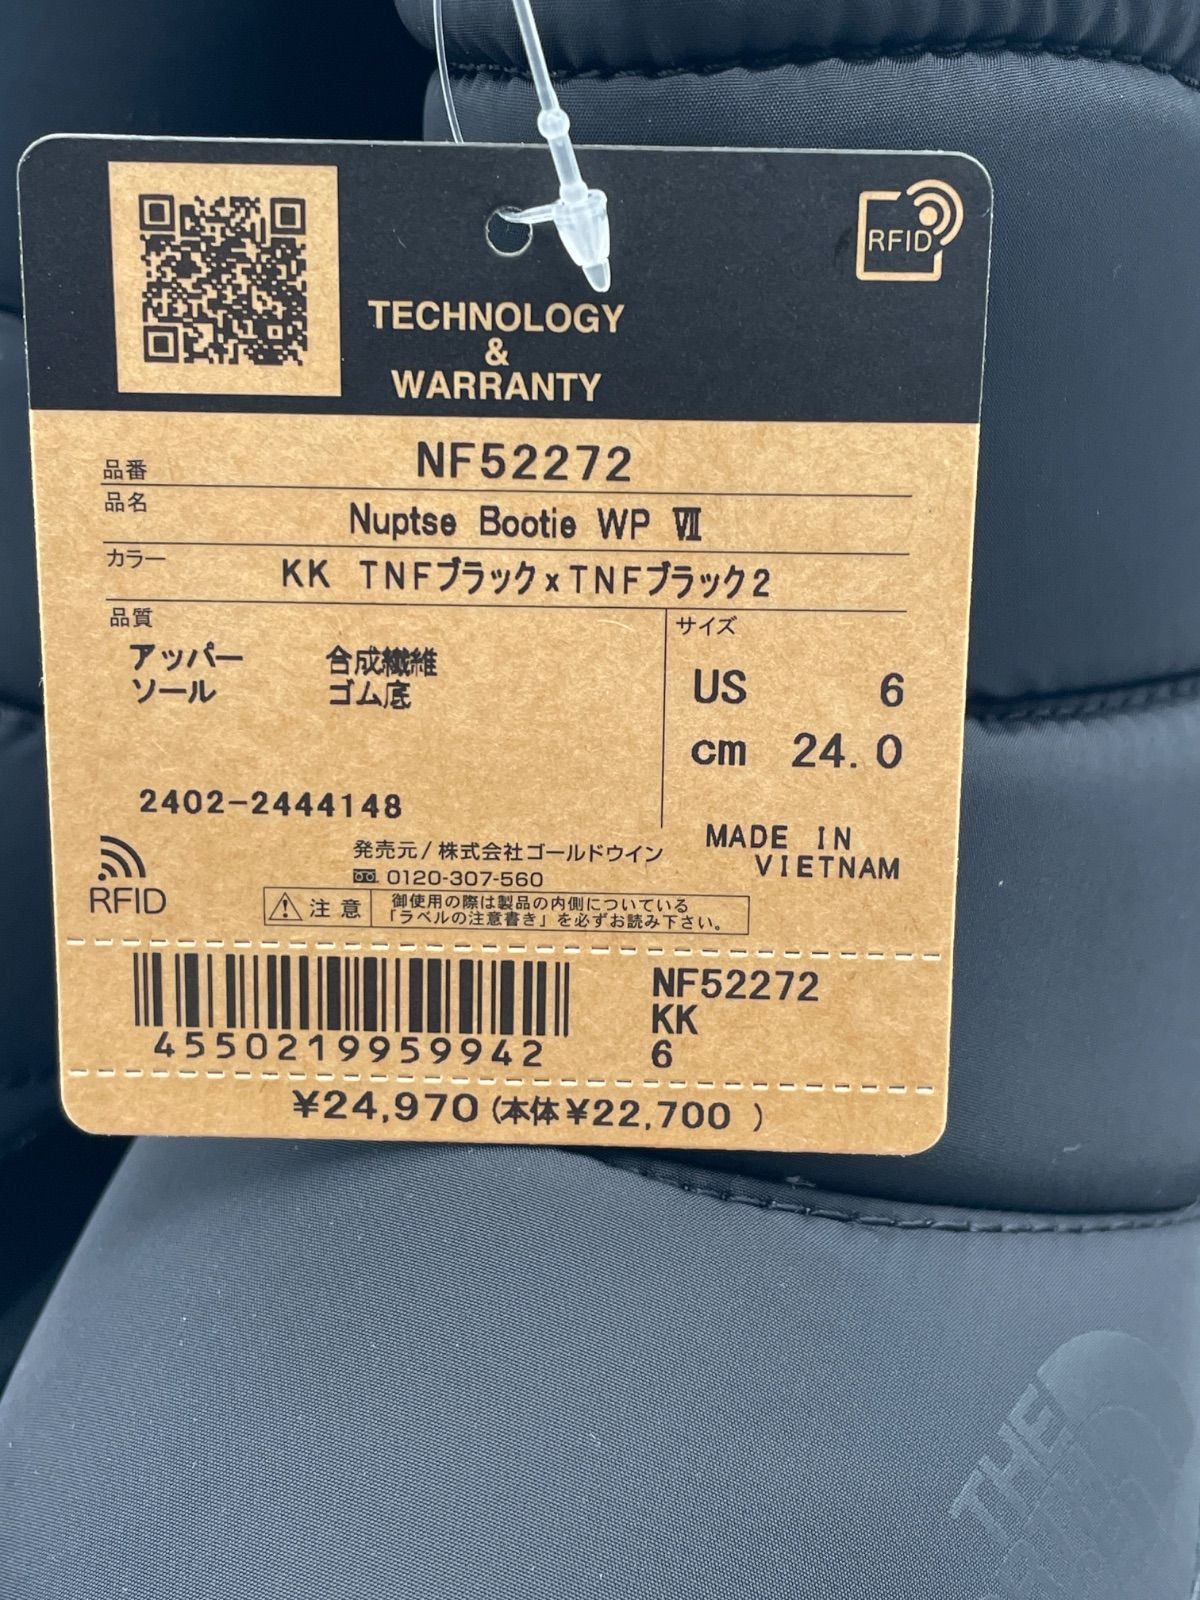 RFID
TECHNOLOGY
&
WARRANTY
品番 NF52272
品名 Nuptse Bootie WP Ⅶ
カラー KK TNFブラックxTNFブラック2
品質
アッパー 合成繊維
ソール ゴム底
サイズ
US 6
cm 24.0
2402-2444148
MADE IN
VIETNAM
RFID
発売元/株式会社ゴールドウイン
0120-307-560
注意
御使用の際は製品の内側についている
「ラベルの注意書き」を必ずお読み下さい。
4550219959942
NF52272
KK
6
¥24,970(本体¥22,700 )
THE